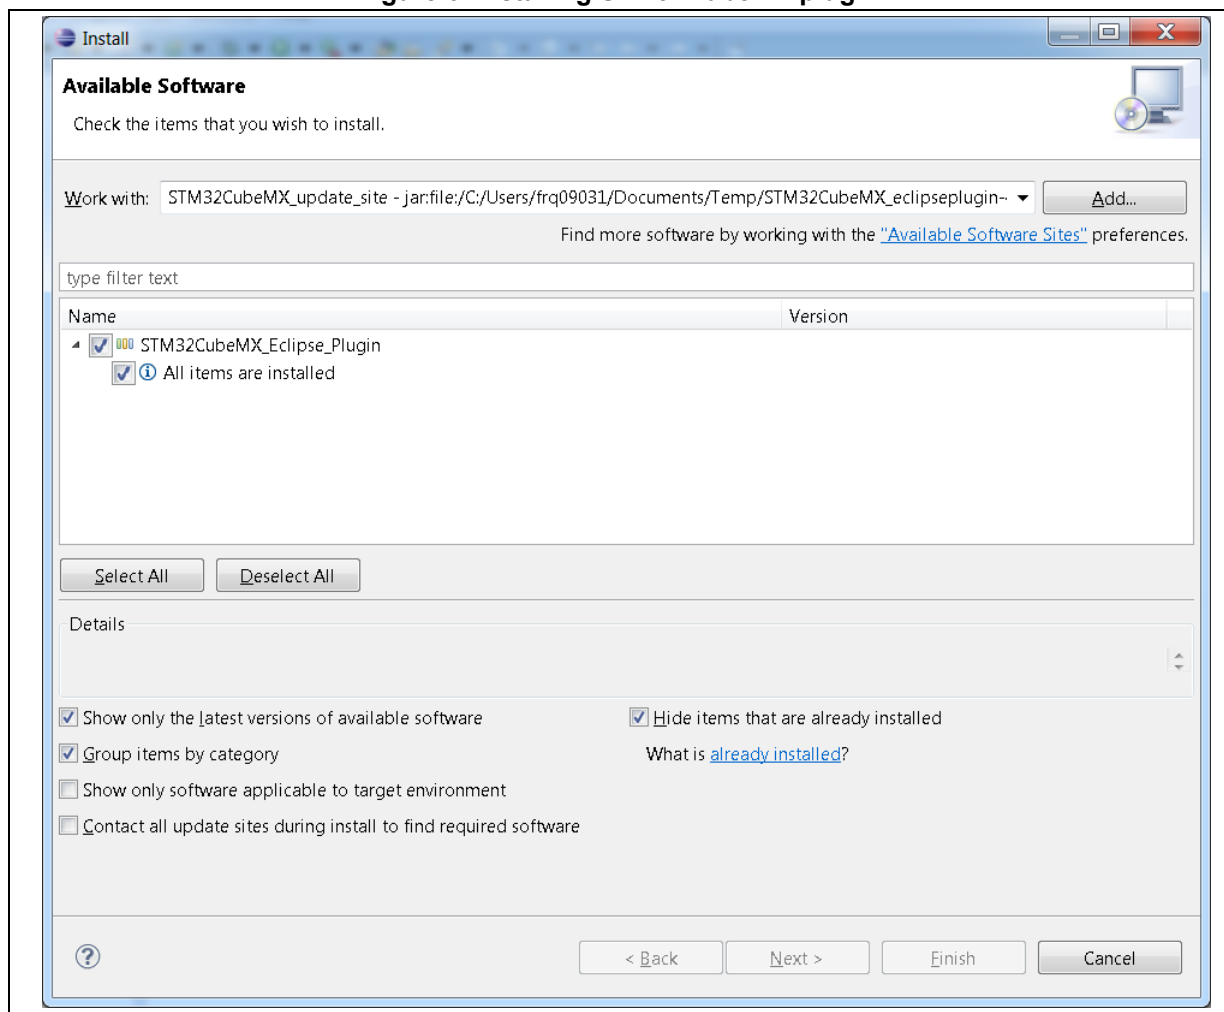 Install
Available Software
Check the items that you wish to install.
Work with: STM32CubeMX_update_site - jar:file:/C:/Users/frq09031/Documents/Temp/STM32CubeMX_eclipseplugin~ Add...
Find more software by working with the "Available Software Sites" preferences.
type filter text
Name Version
STM32CubeMX_Eclipse_Plugin
All items are installed
Select All Deselect All
Details
Show only the latest versions of available software Hide items that are already installed
Group items by category What is already installed?
Show only software applicable to target environment
Contact all update sites during install to find required software
< Back Next > Finish Cancel